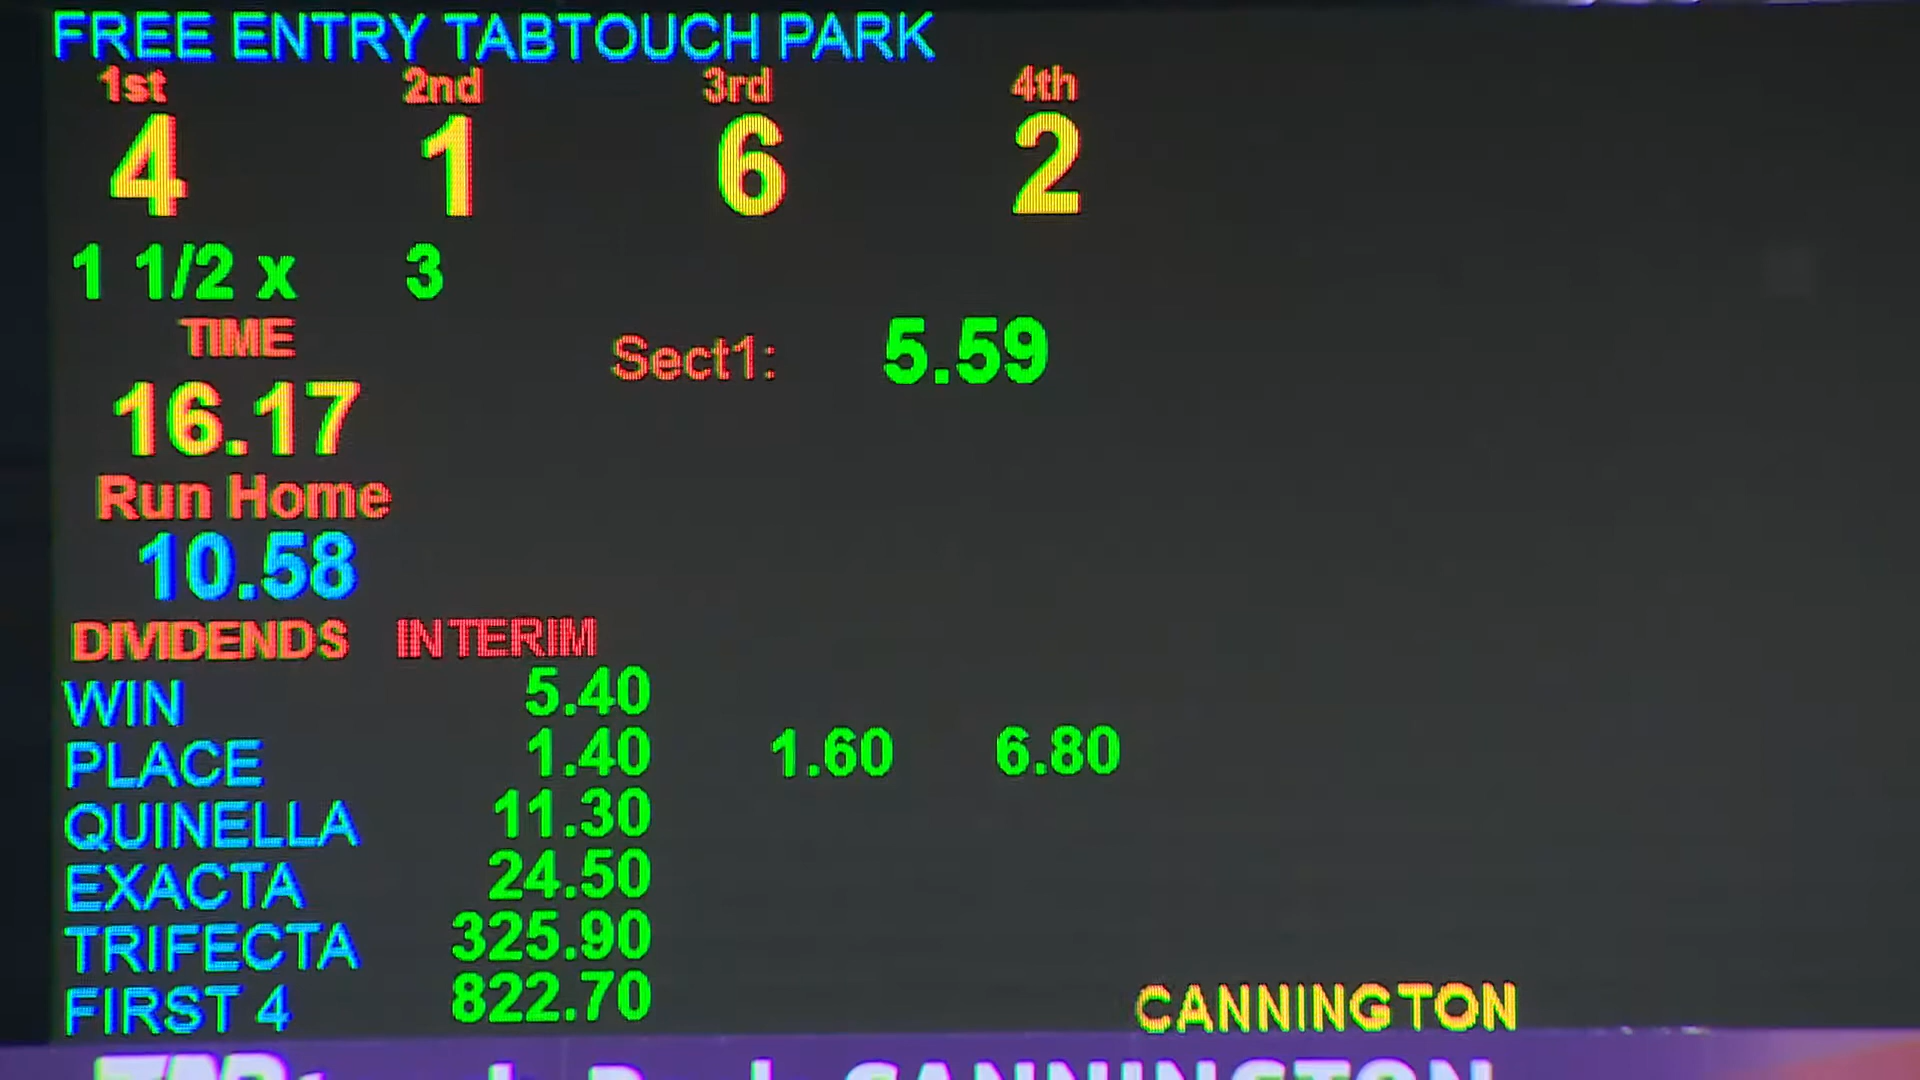 FREE ENTRY TABTOUCH PARK
1st 2nd 3rd 4th
4 1 6 2
1 1/2 x 3
TIME
Sect1: 5.59
16.17
Run Home
10.58
DIVIDENDS INTERIM
WIN 5.40
PLACE 1.40 1.60 6.80
QUINELLA 11.30
EXACTA 24.50
TRIFECTA 325.90
FIRST 4 822.70
CANNINGTON
CANNINGTON